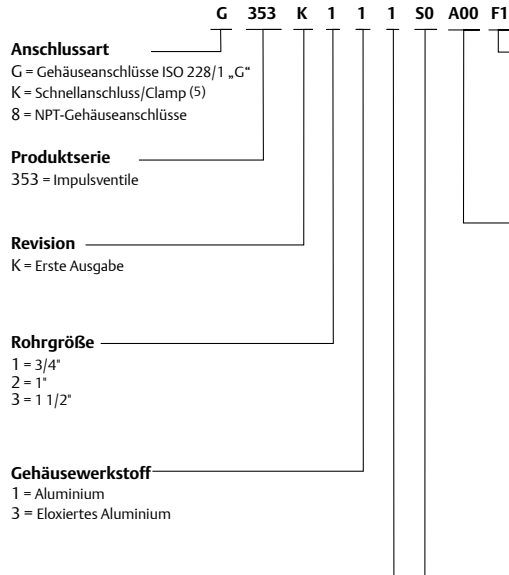 G 353 K 1 1 1 S0 A00 F1
Anschlussart
G = Gehäuseanschlüsse ISO 228/1 „G“
K = Schnellanschluss/Clamp (5)
8 = NPT-Gehäuseanschlüsse
Produktserie
353 = Impulsventile
Revision
K = Erste Ausgabe
Rohrgröße
1 = 3/4"
2 = 1"
3 = 1 1/2"
Gehäusewerkstoff
1 = Aluminium
3 = Eloxiertes Aluminium